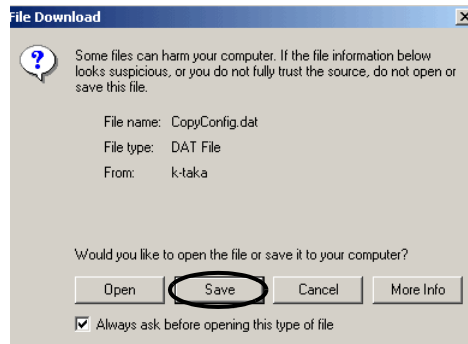 File Download
Some files can harm your computer. If the file information below
looks suspicious, or you do not fully trust the source, do not open or
save this file.
File name: CopyConfig.dat
File type: DAT File
From: k-taka
Would you like to open the file or save it to your computer?
Open Save Cancel More Info
Always ask before opening this type of file